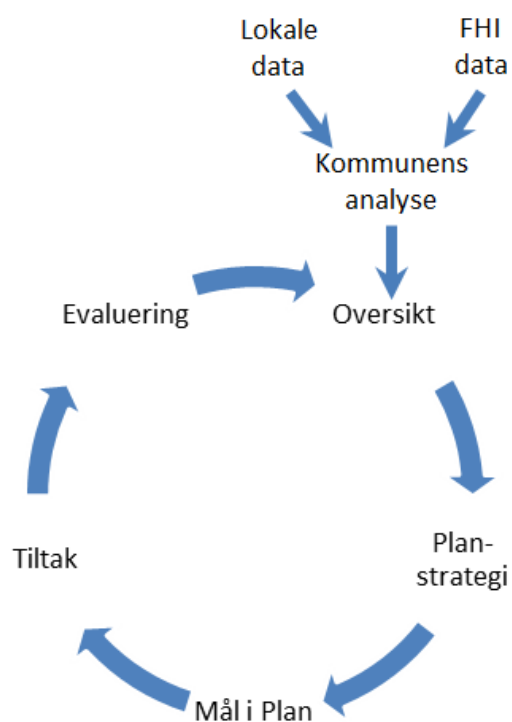 Lokale
data
FHI
data
Kommunens
analyse
Evaluering
Oversikt
Plan-
strategi
Tiltak
Mål i Plan